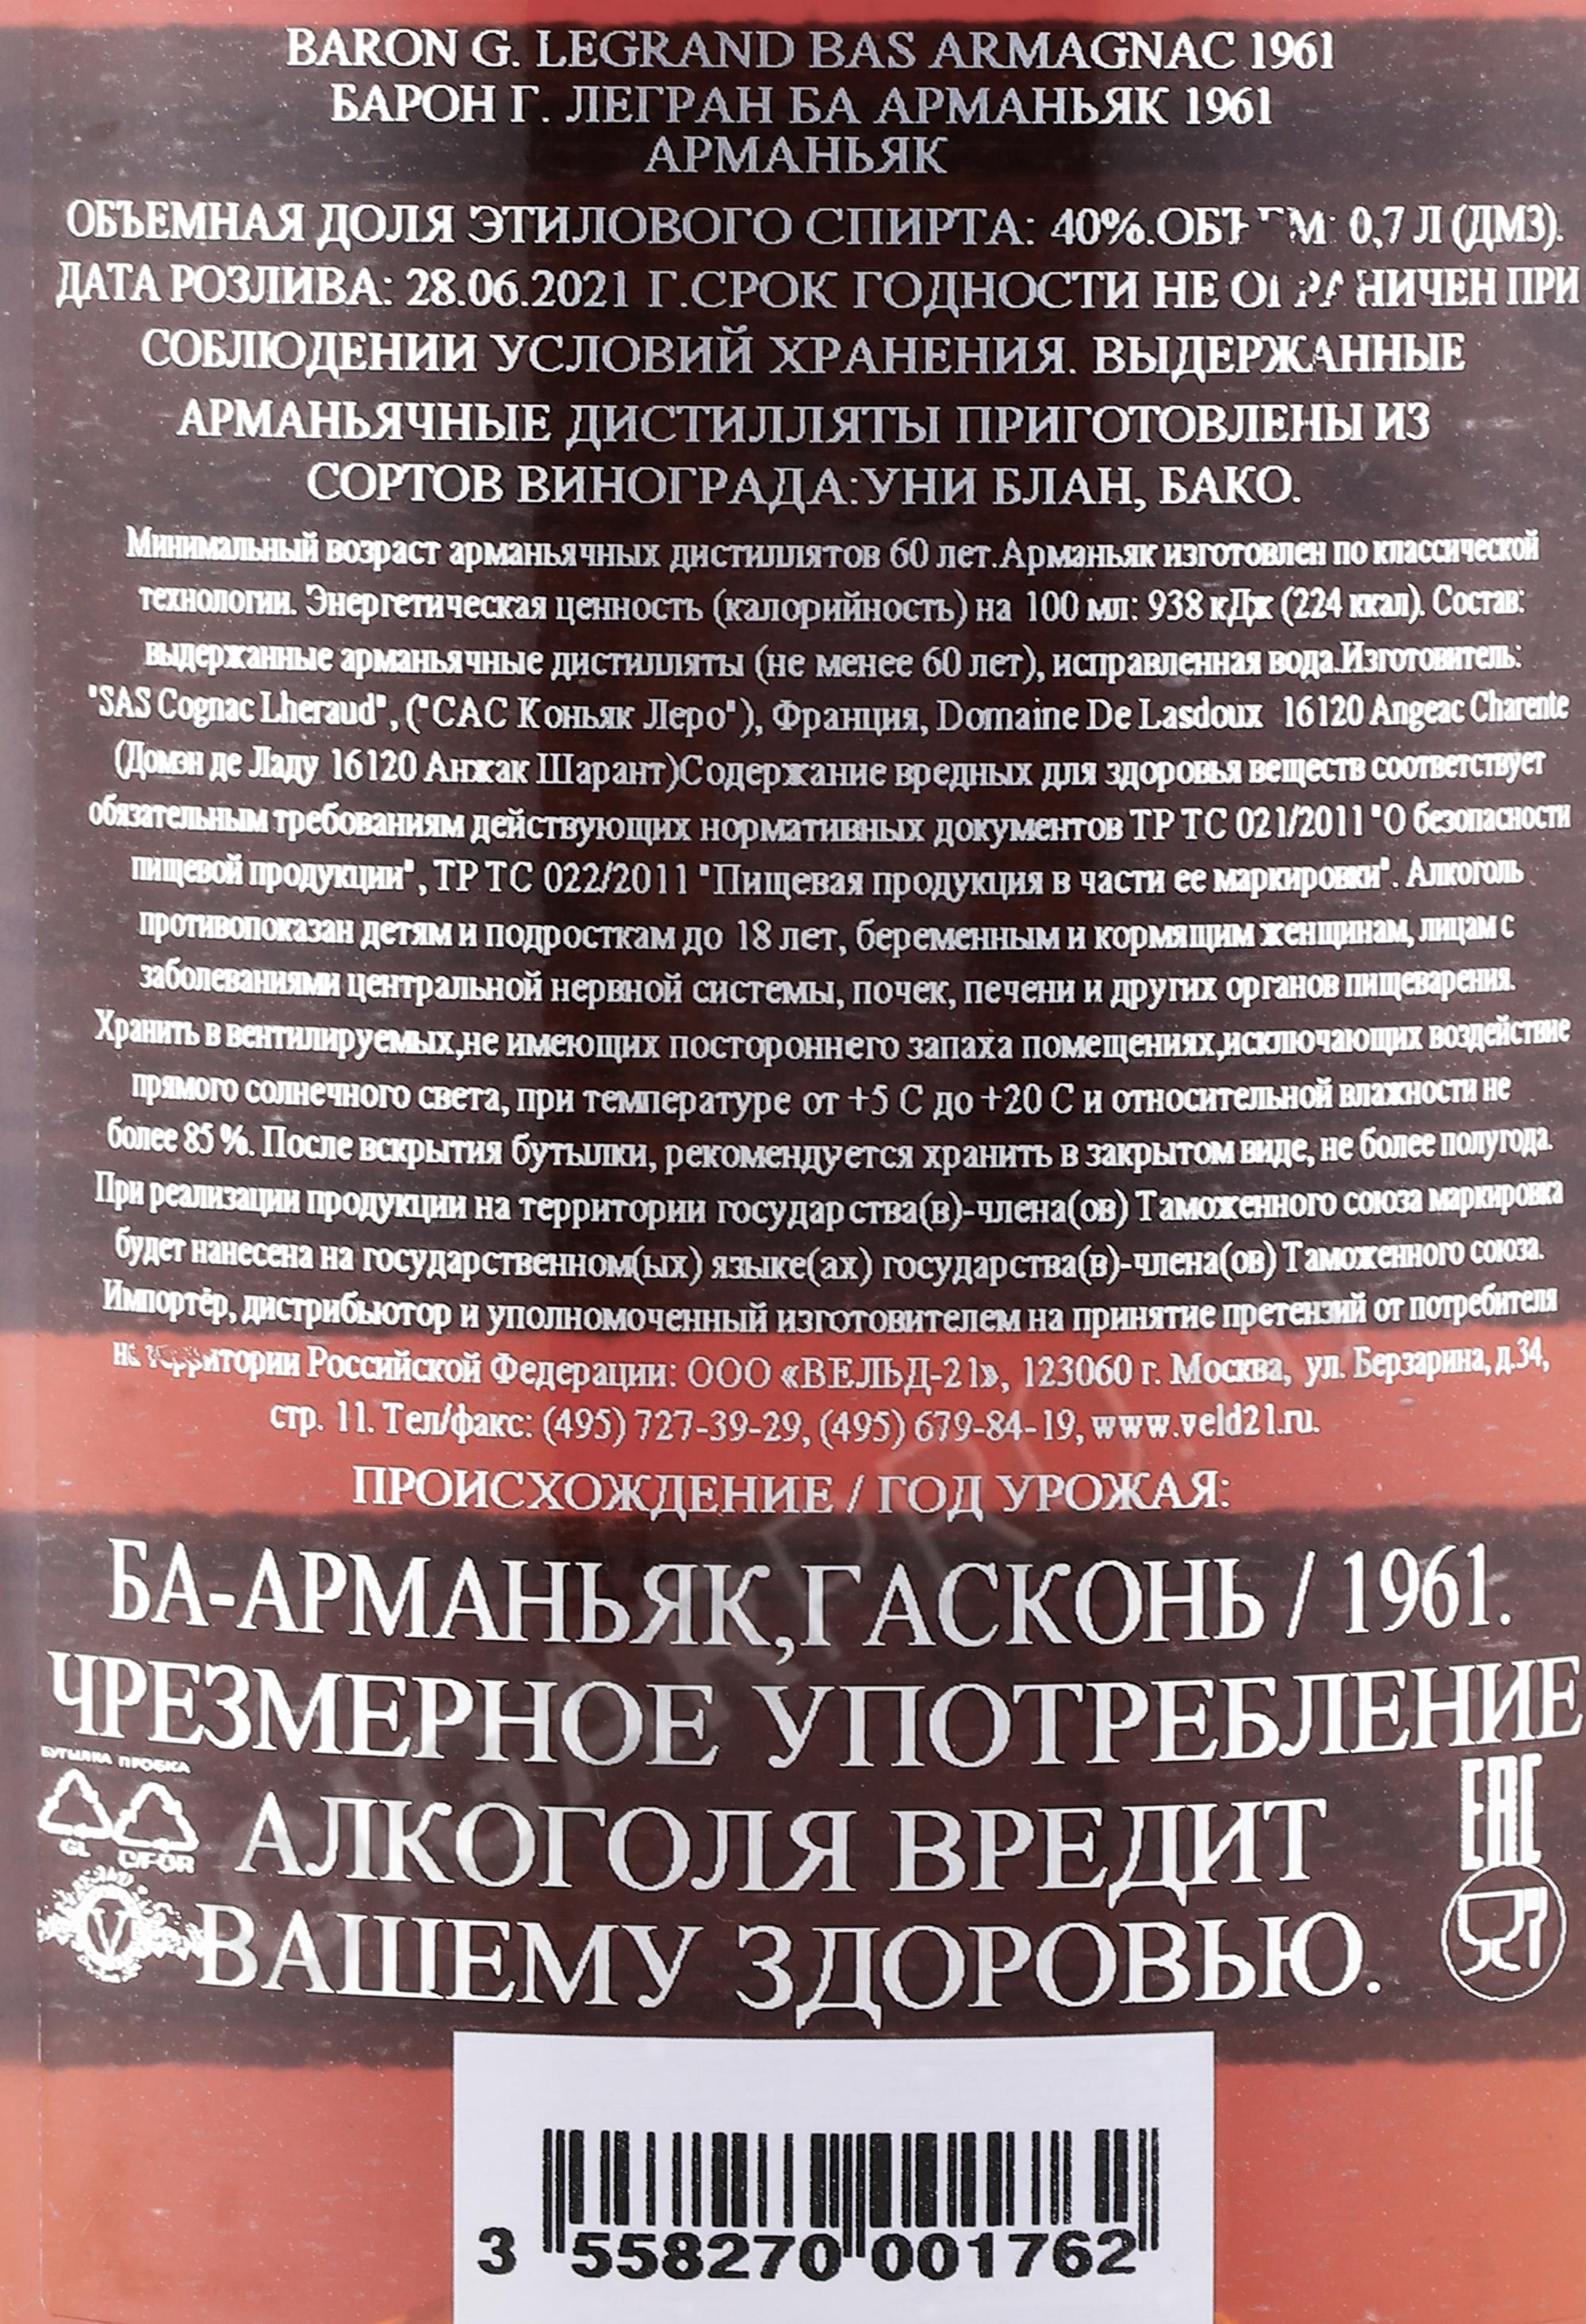 BARON G. LEGRAND BAS ARMAGNAC 1961
БАРОН Г. ЛЕГРАН БА АРМАНЬЯК 1961
АРМАНЬЯК
ОБЪЕМНАЯ ДОЛЯ ЭТИЛОВОГО СПИРТА: 40%.ОБЪЕМ: 0,7 Л (ДМ3).
ДАТА РОЗЛИВА: 28.06.2021 Г.СРОК ГОДНОСТИ НЕ ОГРАНИЧЕН ПРИ
СОБЛЮДЕНИИ УСЛОВИЙ ХРАНЕНИЯ. ВЫДЕРЖАННЫЕ
АРМАНЬЯЧНЫЕ ДИСТИЛЛЯТЫ ПРИГОТОВЛЕНЫ ИЗ
СОРТОВ ВИНОГРАДА:УНИ БЛАН, БАКО.
Минимальный возраст арманьячных дистиллятов 60 лет.Арманьяк изготовлен по классической
технологии. Энергетическая ценность (калорийность) на 100 мл: 938 кДж (224 ккал). Состав:
выдержанные арманьячные дистилляты (не менее 60 лет), исправленная вода.Изготовитель:
"SAS Cognac Lheraud", ("САС Коньяк Леро"), Франция, Domaine De Lasdoux 16120 Angeac Charente
(Домэн де Ладу 16120 Анжак Шарант)Содержание вредных для здоровья веществ соответствует
обязательным требованиям действующих нормативных документов ТР ТС 021/2011 "О безопасности
пищевой продукции", ТР ТС 022/2011 "Пищевая продукция в части ее маркировки". Алкоголь
противопоказан детям и подросткам до 18 лет, беременным и кормящим женщинам, лицам с
заболеваниями центральной нервной системы, почек, печени и других органов пищеварения.
Хранить в вентилируемых,не имеющих постороннего запаха помещениях,исключающих воздействие
прямого солнечного света, при температуре от +5 С до +20 С и относительной влажности не
более 85 %. После вскрытия бутылки, рекомендуется хранить в закрытом виде, не более полугода.
При реализации продукции на территории государства(в)-члена(ов) Таможенного союза маркировка
будет нанесена на государственном(ых) языке(ах) государства(в)-члена(ов) Таможенного союза.
Импортёр, дистрибьютор и уполномоченный изготовителем на принятие претензий от потребителя
на территории Российской Федерации: ООО «ВЕЛЬД-21», 123060 г. Москва, ул. Берзарина, д.34,
стр. 11. Тел/факс: (495) 727-39-29, (495) 679-84-19, www.veld21.ru.
ПРОИСХОЖДЕНИЕ / ГОД УРОЖАЯ:
БА-АРМАНЬЯК,ГАСКОНЬ / 1961.
ЧРЕЗМЕРНОЕ УПОТРЕБЛЕНИЕ
БУТЫЛКА ПРОБКА
АЛКОГОЛЯ ВРЕДИТ
EAC
GL C/FOR
V
ВАШЕМУ ЗДОРОВЬЮ.
CIGARPRO.RU
3 558270 001762